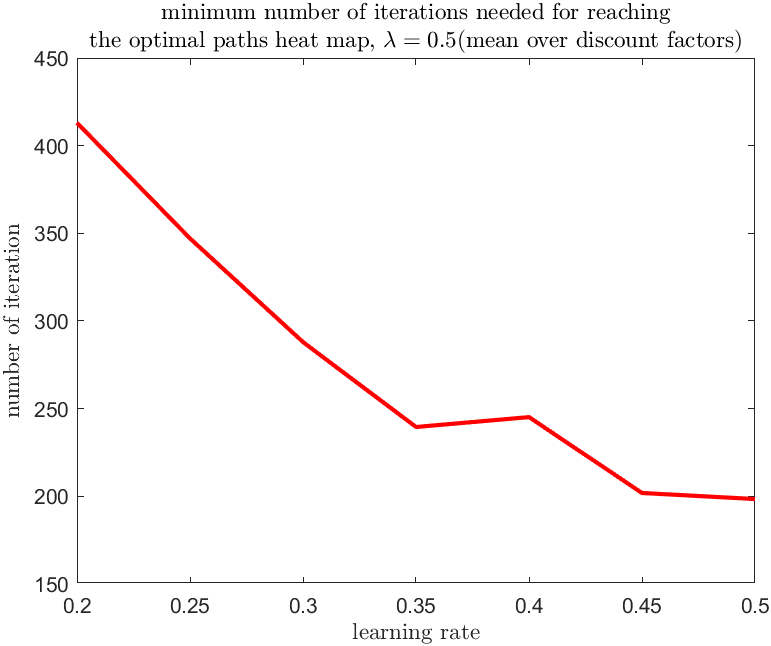 minimum number of iterations needed for reaching
the optimal paths heat map, λ = 0.5(mean over discount factors)
450
400
350
300
250
200
150
number of iteration
0.2 0.25 0.3 0.35 0.4 0.45 0.5
learning rate